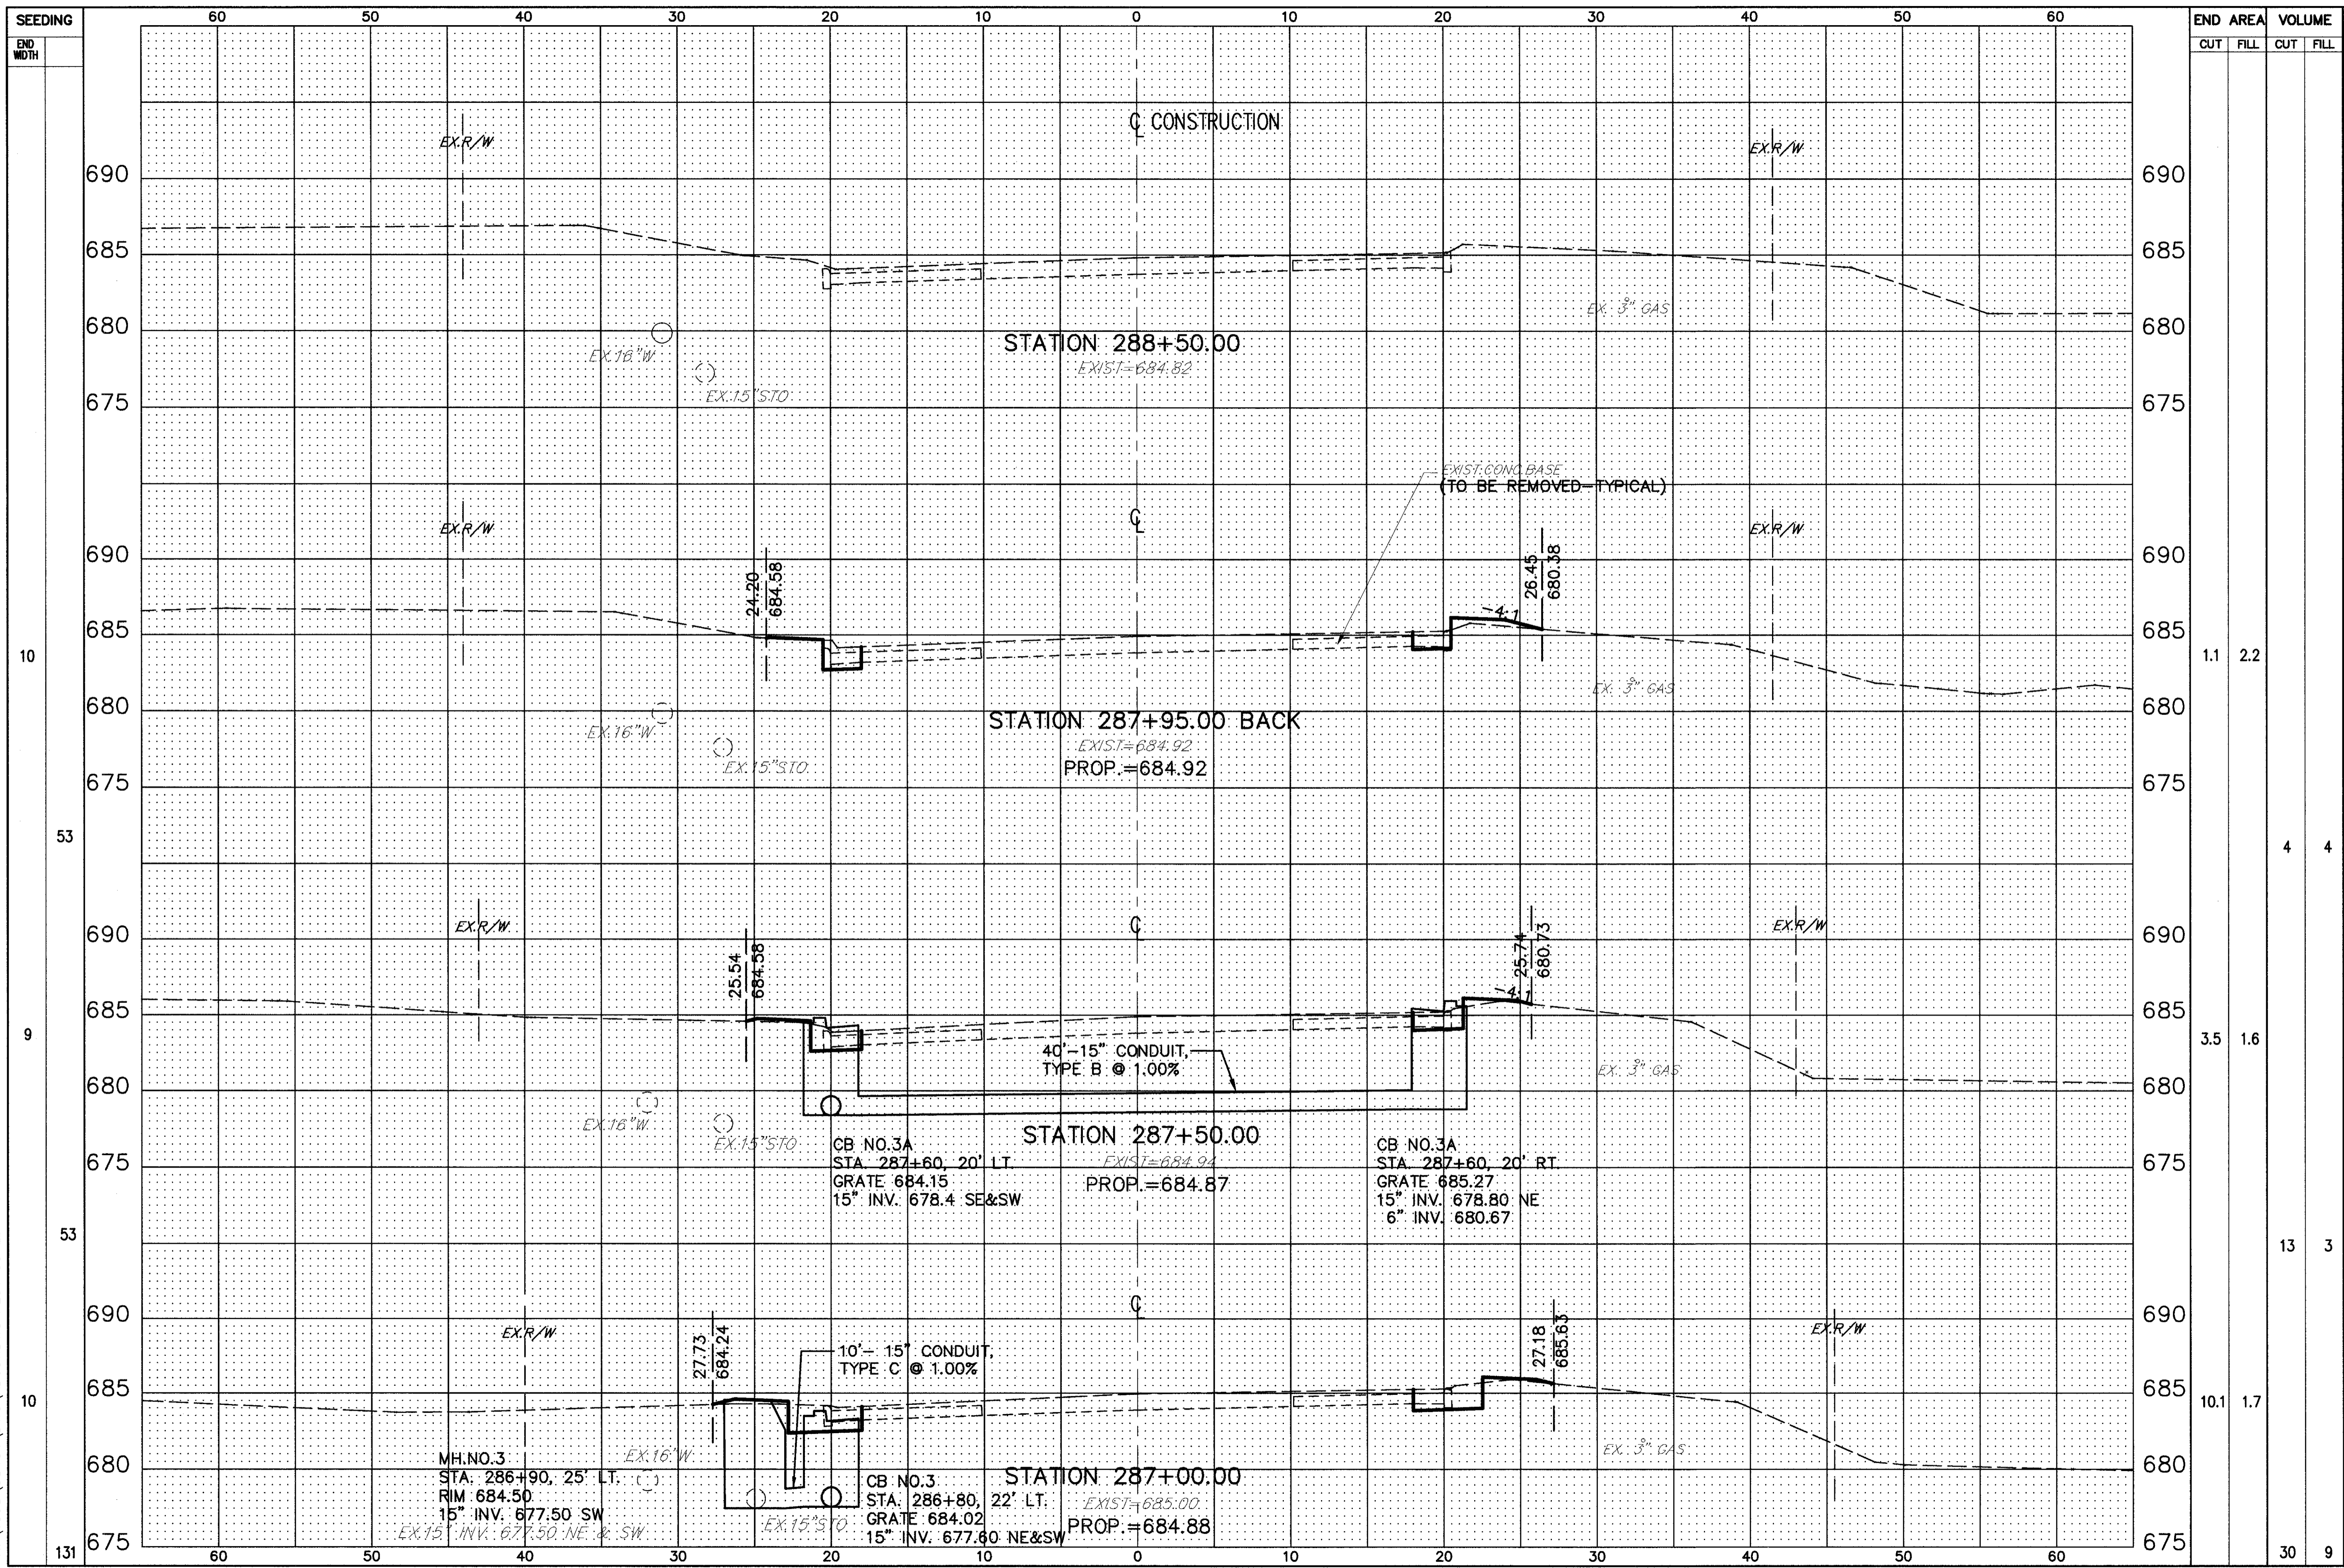 SEEDING
END WIDTH
60 50 40 30 20 10 0 10 20 30 40 50 60
END AREA VOLUME
CUT FILL CUT FILL
℄ CONSTRUCTION
EX.R/W
EX.R/W
690 690
685 685
680 680
675 675
EX. 3" GAS
EX.16"W
EX.15"STO
STATION 288+50.00
EXIST=684.82
EXIST.CONC.BASE
(TO BE REMOVED-TYPICAL)
℄
EX.R/W
EX.R/W
690 690
685 685
680 680
675 675
24.20
684.58
26.45
680.38
4:1
10
1.1 2.2
EX. 3" GAS
EX.16"W
EX.15"STO
STATION 287+95.00 BACK
EXIST=684.92
PROP.=684.92
53
4 4
℄
EX.R/W
EX.R/W
690 690
685 685
680 680
675 675
25.54
684.58
25.74
680.73
4:1
9
3.5 1.6
40'-15" CONDUIT,
TYPE B @ 1.00%
EX. 3" GAS
EX.16"W
EX.15"STO
STATION 287+50.00
EXIST=684.94
PROP.=684.87
CB NO.3A
STA. 287+60, 20' LT.
GRATE 684.15
15" INV. 678.4 SE&SW
CB NO.3A
STA. 287+60, 20' RT.
GRATE 685.27
15" INV. 678.80 NE
6" INV. 680.67
53
13 3
℄
EX.R/W
EX.R/W
690 690
685 685
680 680
675 675
27.73
684.24
27.18
685.63
10'- 15" CONDUIT,
TYPE C @ 1.00%
10
10.1 1.7
EX. 3" GAS
EX.16"W
MH.NO.3
STA. 286+90, 25' LT.
RIM 684.50
15" INV. 677.50 SW
EX.15" INV. 677.50 NE & SW
EX.15"STO
CB NO.3
STA. 286+80, 22' LT.
GRATE 684.02
15" INV. 677.60 NE&SW
STATION 287+00.00
EXIST=685.00
PROP.=684.88
131
30 9
60 50 40 30 20 10 0 10 20 30 40 50 60